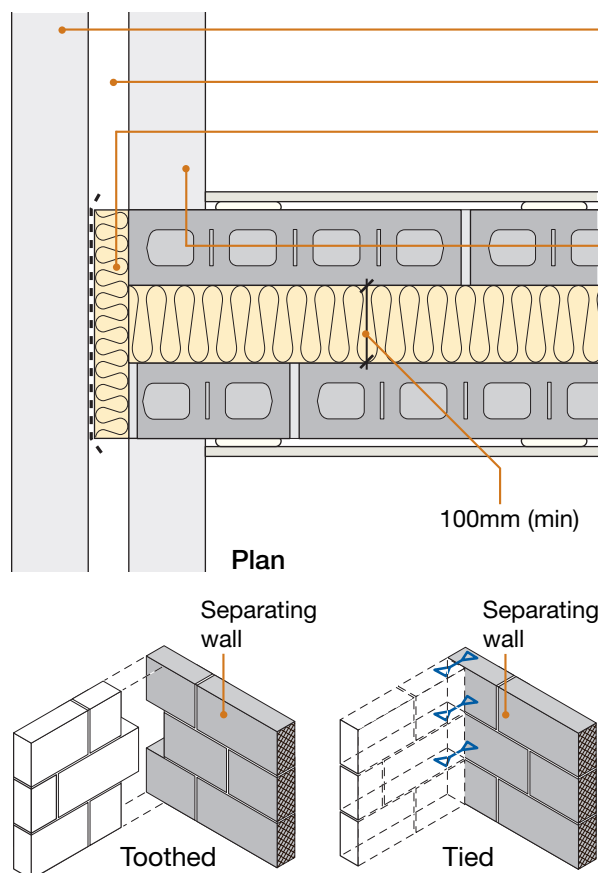 100mm (min)
Plan
Separating
wall
Separating
wall
Toothed
Tied